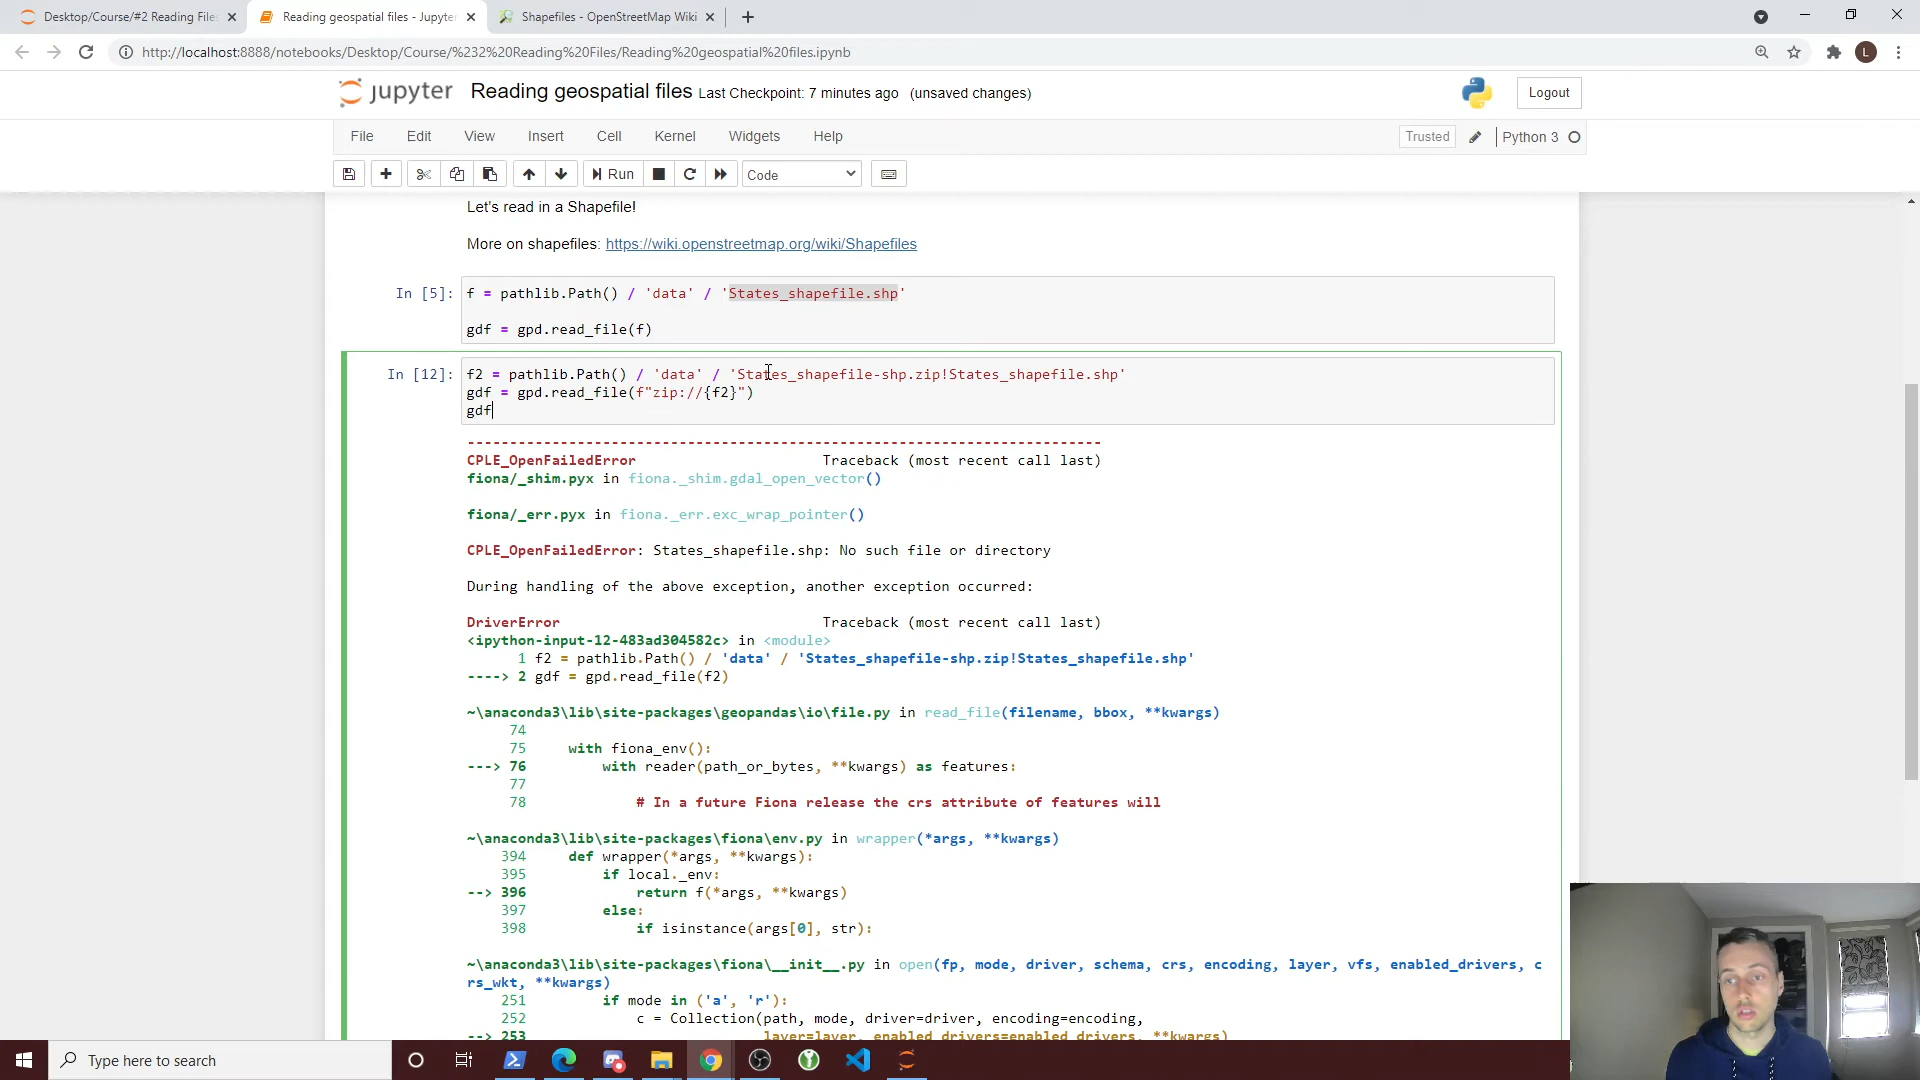 Desktop/Course/#2 Reading File
Reading geospatial files - Jupyter
Shapefiles - OpenStreetMap Wiki
http://localhost:8888/notebooks/Desktop/Course/%232%20Reading%20Files/Reading%20geospatial%20files.ipynb
L
jupyter Reading geospatial files Last Checkpoint: 7 minutes ago (unsaved changes)
Logout
File Edit View Insert Cell Kernel Widgets Help
Trusted
Python 3
Run
Code
Let's read in a Shapefile!
More on shapefiles: https://wiki.openstreetmap.org/wiki/Shapefiles
In [5]: f = pathlib.Path() / 'data' / 'States_shapefile.shp'
gdf = gpd.read_file(f)
In [12]: f2 = pathlib.Path() / 'data' / 'States_shapefile-shp.zip!States_shapefile.shp'
gdf = gpd.read_file(f"zip://{f2}")
gdf
---------------------------------------------------------------------------
CPLE_OpenFailedError Traceback (most recent call last)
fiona/_shim.pyx in fiona._shim.gdal_open_vector()
fiona/_err.pyx in fiona._err.exc_wrap_pointer()
CPLE_OpenFailedError: States_shapefile.shp: No such file or directory
During handling of the above exception, another exception occurred:
DriverError Traceback (most recent call last)
<ipython-input-12-483ad304582c> in <module>
1 f2 = pathlib.Path() / 'data' / 'States_shapefile-shp.zip!States_shapefile.shp'
----> 2 gdf = gpd.read_file(f2)
~\anaconda3\lib\site-packages\geopandas\io\file.py in read_file(filename, bbox, **kwargs)
74
75 with fiona_env():
---> 76 with reader(path_or_bytes, **kwargs) as features:
77
78 # In a future Fiona release the crs attribute of features will
~\anaconda3\lib\site-packages\fiona\env.py in wrapper(*args, **kwargs)
394 def wrapper(*args, **kwargs):
395 if local._env:
--> 396 return f(*args, **kwargs)
397 else:
398 if isinstance(args[0], str):
~\anaconda3\lib\site-packages\fiona\__init__.py in open(fp, mode, driver, schema, crs, encoding, layer, vfs, enabled_drivers, c
rs_wkt, **kwargs)
251 if mode in ('a', 'r'):
252 c = Collection(path, mode, driver=driver, encoding=encoding,
--> 253 layer=layer, enabled_drivers=enabled_drivers, **kwargs)
Type here to search